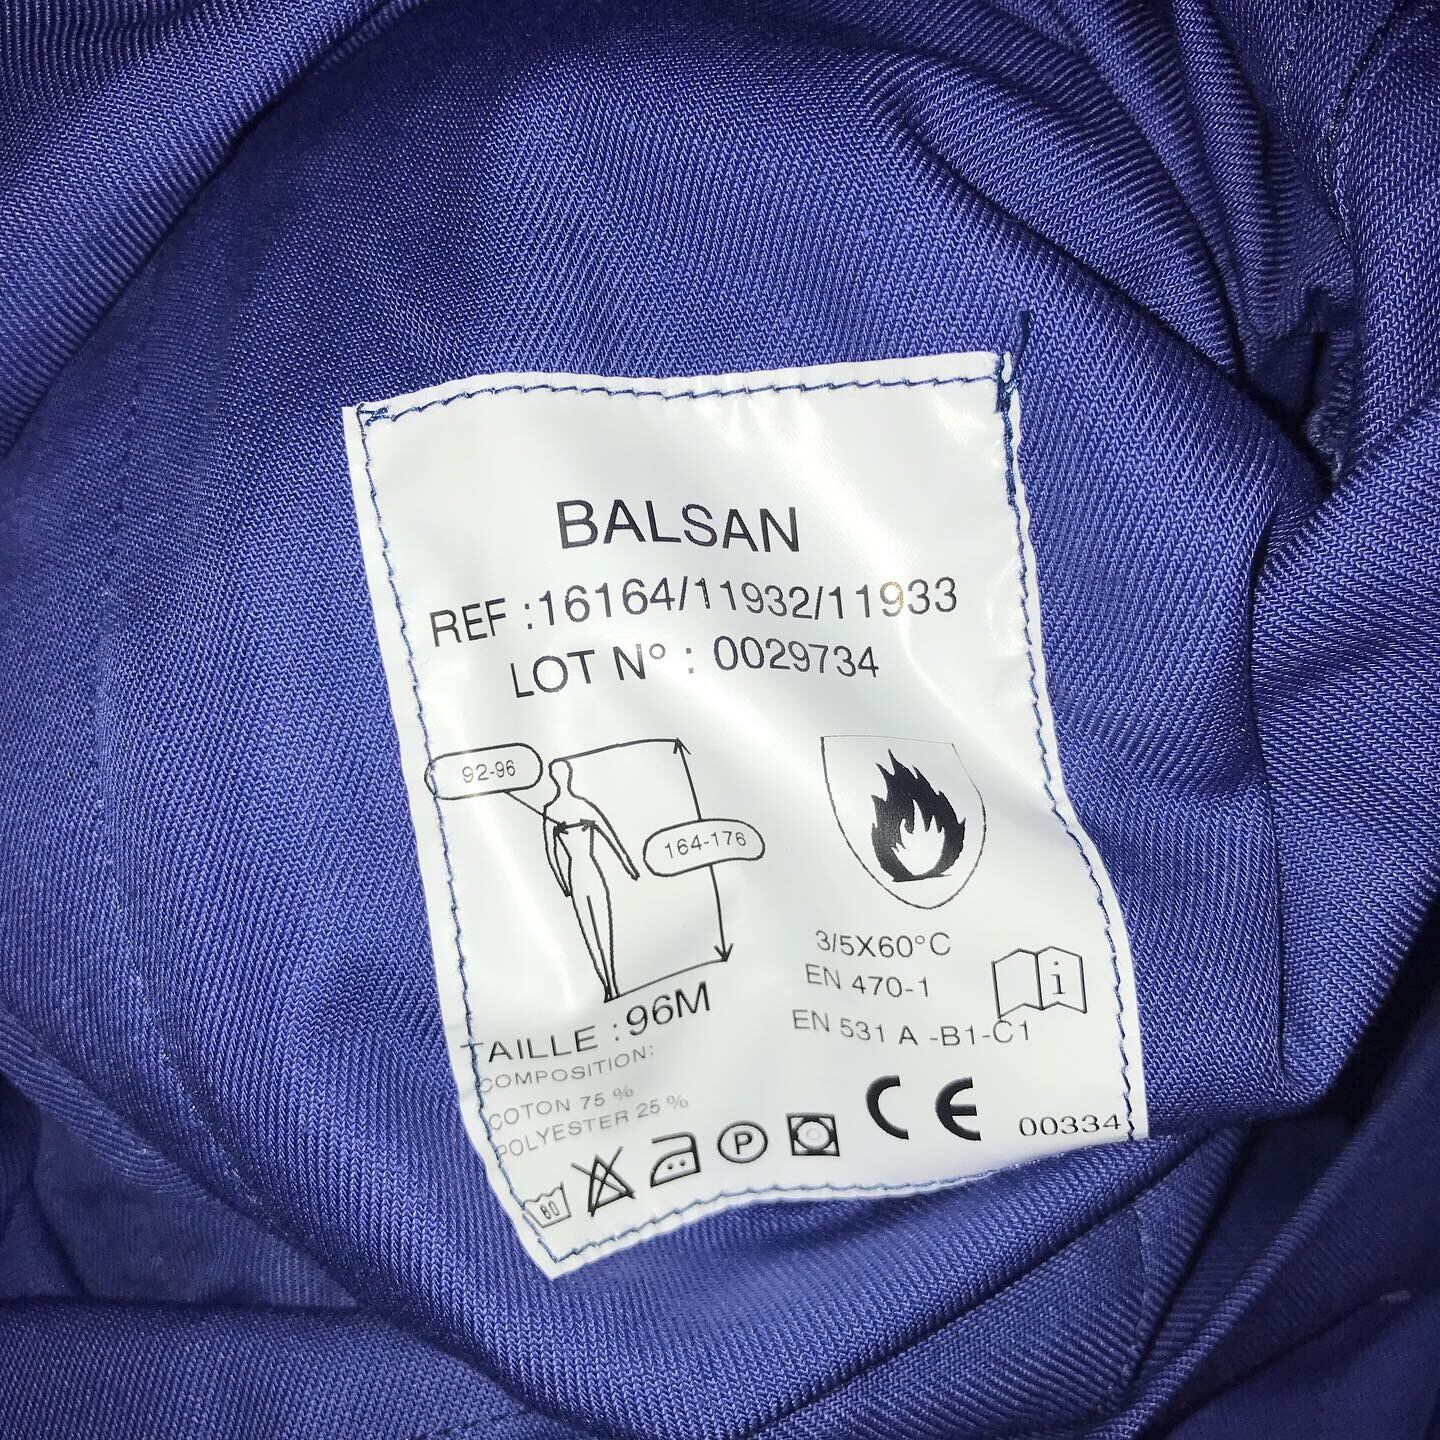 BALSAN
REF :16164/11932/11933
LOT N° : 0029734
92-96
164-176
3/5X60°C
EN 470-1
i
EN 531 A -B1-C1
TAILLE : 96M
COMPOSITION:
COTON 75 %
POLYESTER 25 %
80
P
CE
00334